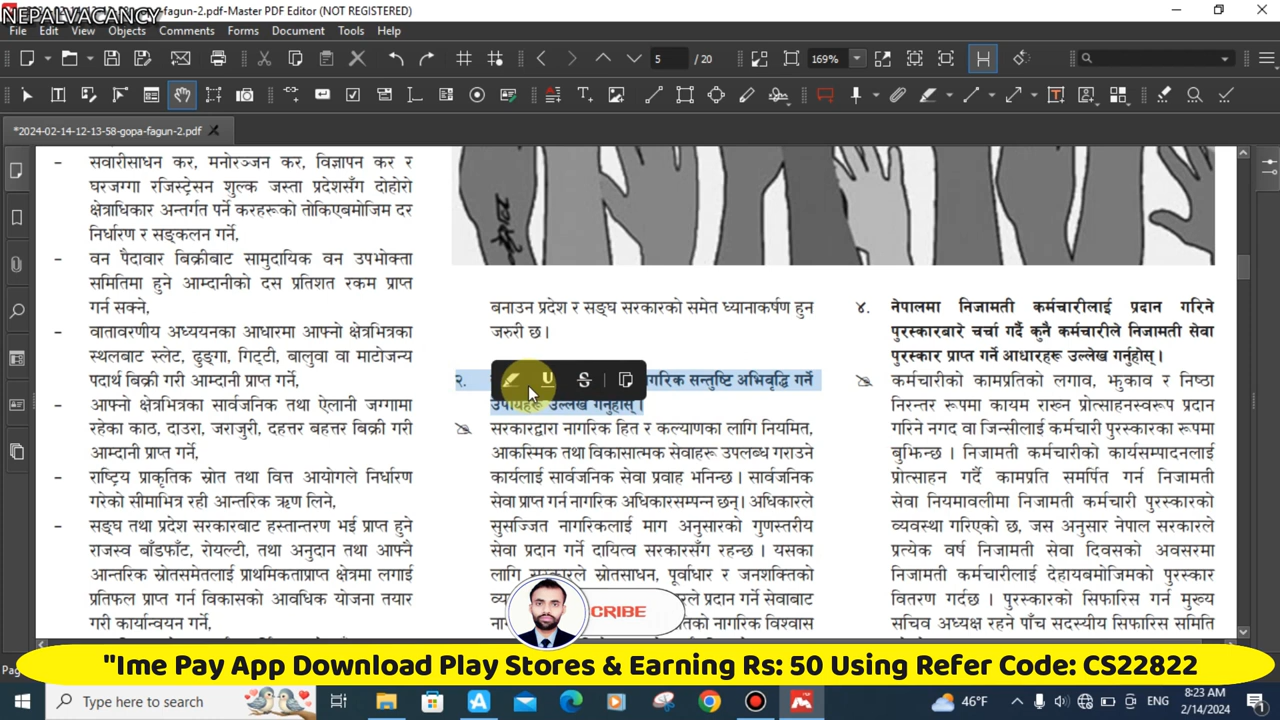 NEPALVACANCY
fagun-2.pdf-Master PDF Editor (NOT REGISTERED)
File Edit View Objects Comments Forms Document Tools Help
5 / 20
169%
*2024-02-14-12-13-58-gopa-fagun-2.pdf
- सवारीसाधन कर, मनोरञ्जन कर, विज्ञापन कर र
घरजग्गा रजिस्ट्रेसन शुल्क जस्ता प्रदेशसँग दोहोरो
क्षेत्राधिकार अन्तर्गत पर्ने करहरूको तोकिएबमोजिम दर
निर्धारण र सङ्कलन गर्ने,
- वन पैदावार बिक्रीबाट सामुदायिक वन उपभोक्ता
समितिमा हुने आम्दानीको दस प्रतिशत रकम प्राप्त
गर्न सक्ने,
- वातावरणीय अध्ययनका आधारमा आफ्नो क्षेत्रभित्रका
स्थलबाट स्लेट, ढुङ्गा, गिट्टी, बालुवा वा माटोजन्य
पदार्थ बिक्री गरी आम्दानी प्राप्त गर्ने,
- आफ्नो क्षेत्रभित्रका सार्वजनिक तथा ऐलानी जग्गामा
रहेका काठ, दाउरा, जराजुरी, दहत्तर बहत्तर बिक्री गरी
आम्दानी प्राप्त गर्ने,
- राष्ट्रिय प्राकृतिक स्रोत तथा वित्त आयोगले निर्धारण
गरेको सीमाभित्र रही आन्तरिक ऋण लिने,
- सङ्घ तथा प्रदेश सरकारबाट हस्तान्तरण भई प्राप्त हुने
राजस्व बाँडफाँट, रोयल्टी, तथा अनुदान तथा आफ्नै
आन्तरिक स्रोतसमेतलाई प्राथमिकताप्राप्त क्षेत्रमा लगाई
प्रतिफल प्राप्त गर्न विकासको आवधिक योजना तयार
गरी कार्यान्वयन गर्ने,
बनाउन प्रदेश र सङ्घ सरकारको समेत ध्यानाकर्षण हुन
जरुरी छ।
२. नागरिक सन्तुष्टि अभिवृद्धि गर्ने
उपायहरू उल्लेख गर्नुहोस्।
सरकारद्वारा नागरिक हित र कल्याणका लागि नियमित,
आकस्मिक तथा विकासात्मक सेवाहरू उपलब्ध गराउने
कार्यलाई सार्वजनिक सेवा प्रवाह भनिन्छ। सार्वजनिक
सेवा प्राप्त गर्न नागरिक अधिकारसम्पन्न छन्। अधिकारले
सुसज्जित नागरिकलाई माग अनुसारको गुणस्तरीय
सेवा प्रदान गर्ने दायित्व सरकारसँग रहन्छ। यसका
लागि सरकारले स्रोतसाधन, पूर्वाधार र जनशक्तिको
प्रदान गर्ने सेवाबाट
नागरिक विश्वास
४. नेपालमा निजामती कर्मचारीलाई प्रदान गरिने
पुरस्कारबारे चर्चा गर्दै कुनै कर्मचारीले निजामती सेवा
पुरस्कार प्राप्त गर्ने आधारहरू उल्लेख गर्नुहोस्।
कर्मचारीको कामप्रतिको लगाव, झुकाव र निष्ठा
निरन्तर रूपमा कायम राख्न प्रोत्साहनस्वरूप प्रदान
गरिने नगद वा जिन्सीलाई कर्मचारी पुरस्कारका रूपमा
बुझिन्छ। निजामती कर्मचारीको कार्यसम्पादनलाई
प्रोत्साहन गर्दै कामप्रति समर्पित गर्न निजामती
सेवा नियमावलीमा निजामती कर्मचारी पुरस्कारको
व्यवस्था गरिएको छ, जस अनुसार नेपाल सरकारले
प्रत्येक वर्ष निजामती सेवा दिवसको अवसरमा
निजामती कर्मचारीलाई देहायबमोजिमको पुरस्कार
वितरण गर्दछ। पुरस्कारको सिफारिस गर्न मुख्य
सचिव अध्यक्ष रहने पाँच सदस्यीय सिफारिस समिति
CRIBE
"Ime Pay App Download Play Stores & Earning Rs: 50 Using Refer Code: CS22822
Type here to search
46°F
ENG
8:23 AM
2/14/2024